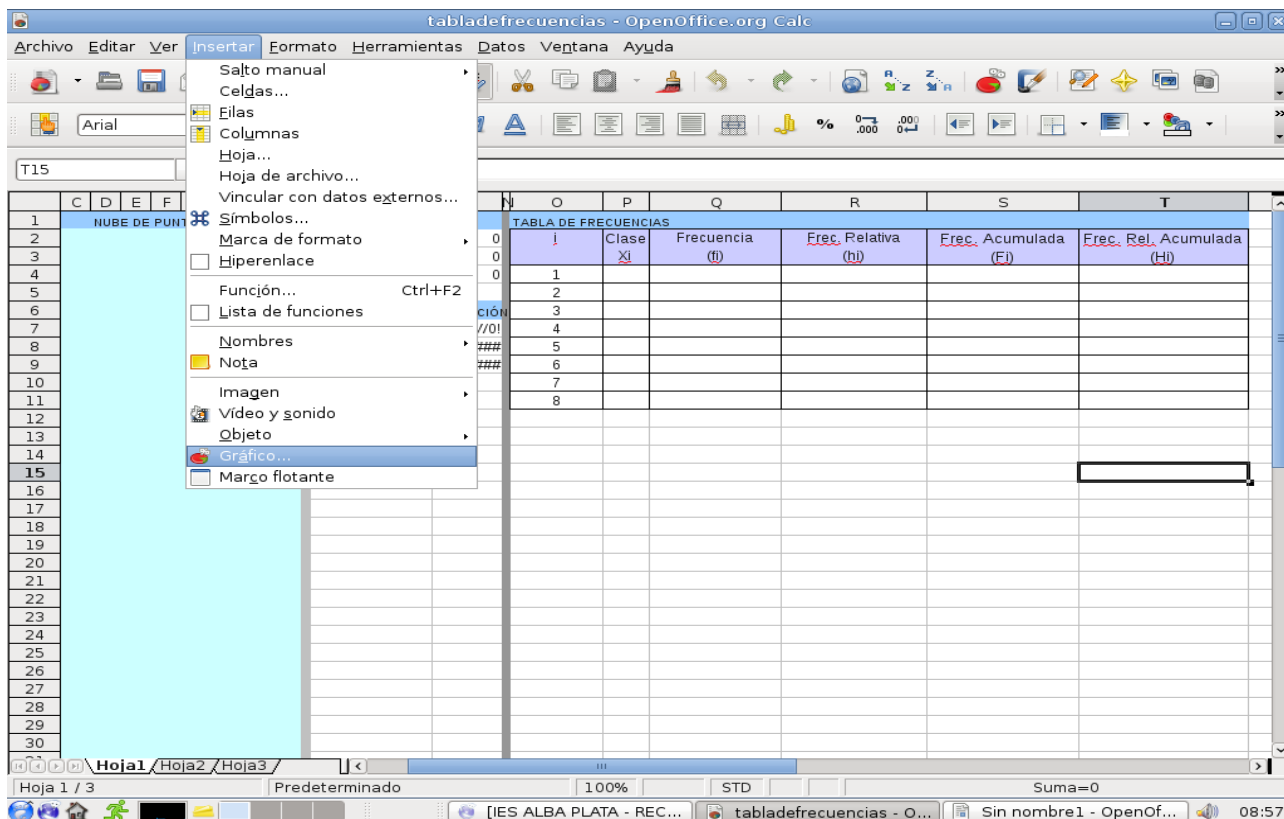 tabladefrecuencias - OpenOffice.org Calc
Archivo Editar Ver Insertar Formato Herramientas Datos Ventana Ayuda
Salto manual
Celdas...
Filas
Columnas
Hoja...
Hoja de archivo...
Vincular con datos externos...
Símbolos...
Marca de formato
Hiperenlace
Función... Ctrl+F2
Lista de funciones
Nombres
Nota
Imagen
Vídeo y sonido
Objeto
Gráfico...
Marco flotante
Arial
T15
C D E F N O P Q R S T
1 NUBE DE PUNT TABLA DE FRECUENCIAS
2 0 i Clase Frecuencia Frec. Relativa Frec. Acumulada Frec. Rel. Acumulada
3 0 Xi (fi) (hi) (Fi) (Hi)
4 0 1
5 2
6 CIÓN 3
7 //0! 4
8 ### 5
9 ### 6
10 7
11 8
12
13
14
15
16
17
18
19
20
21
22
23
24
25
26
27
28
29
30
Hoja1 Hoja2 Hoja3
Hoja 1 / 3 Predeterminado 100% STD Suma=0
[IES ALBA PLATA - REC... tabladefrecuencias - O... Sin nombre1 - OpenOf... 08:57